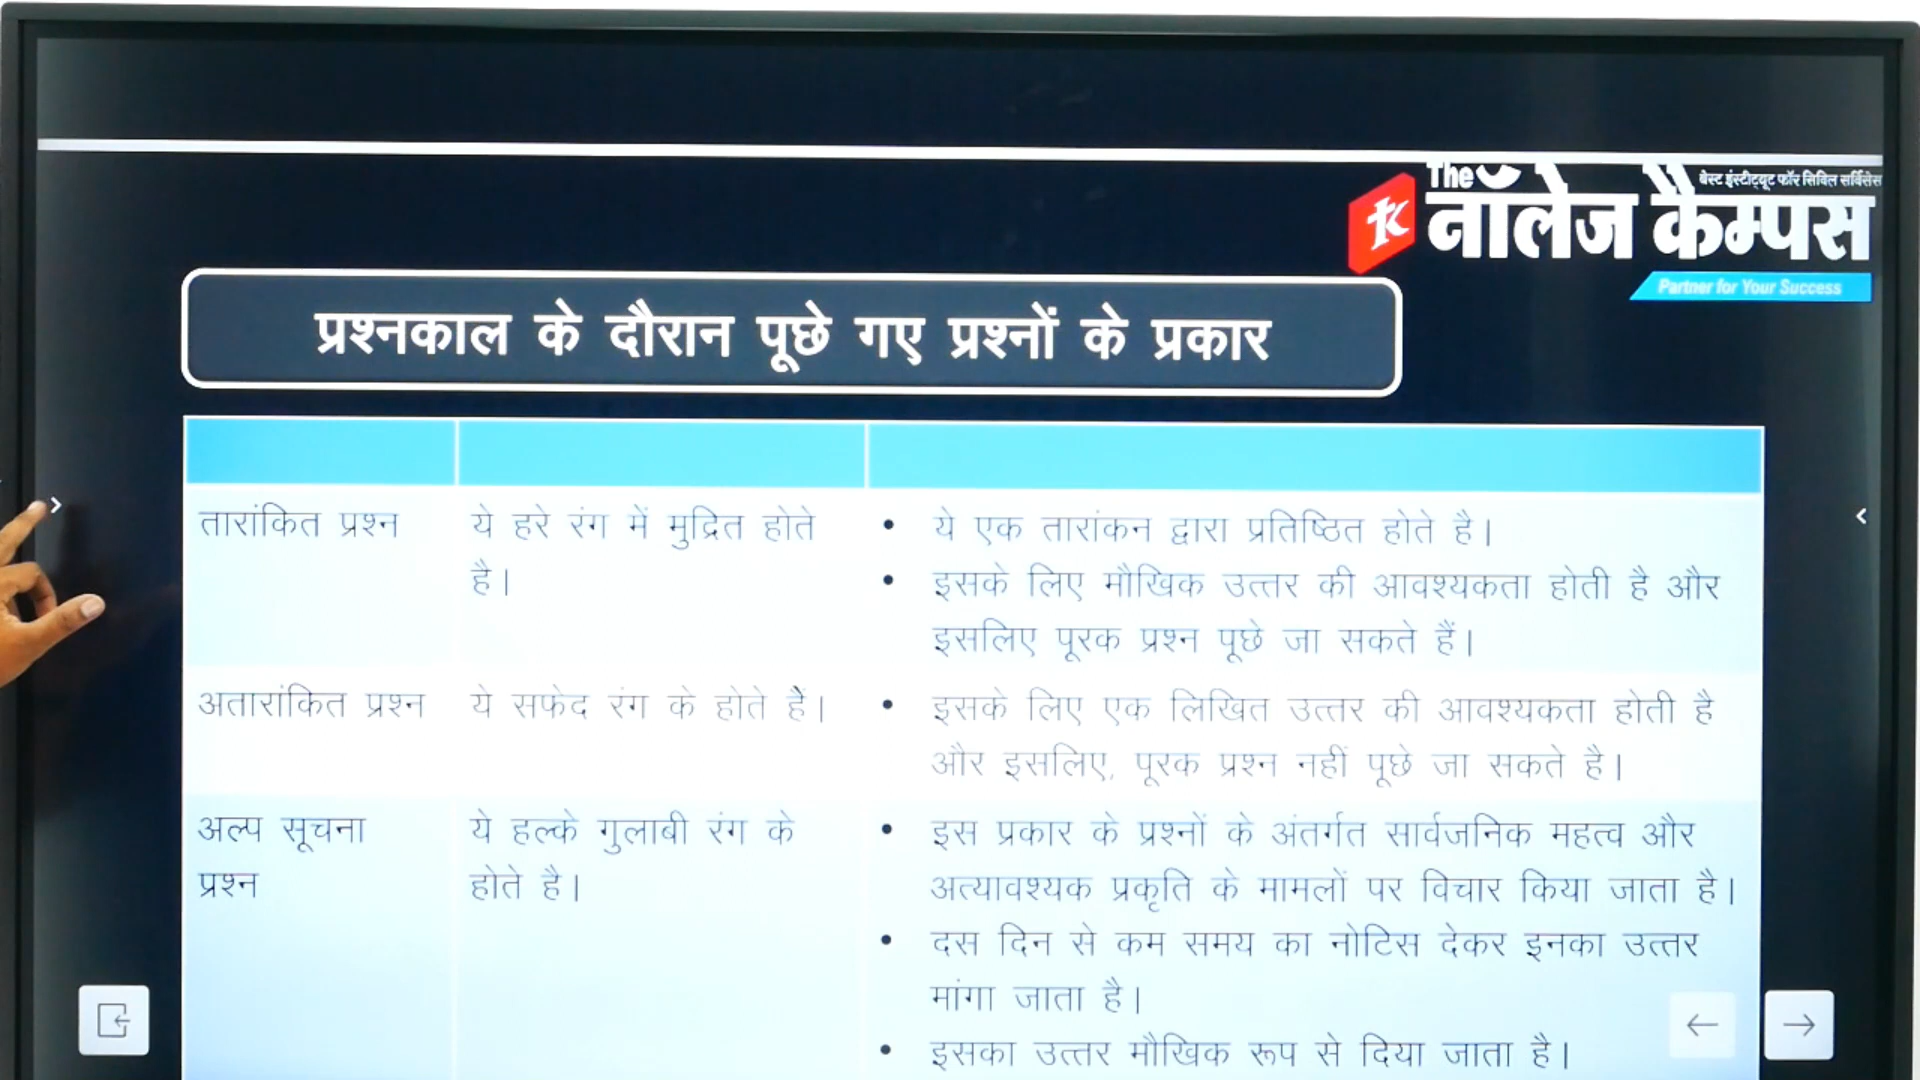 The
बेस्ट इंस्टीट्यूट फॉर सिविल सर्विसेस
नॉलेज कैम्पस
Partner for Your Success
प्रश्नकाल के दौरान पूछे गए प्रश्नों के प्रकार
तारांकित प्रश्न
ये हरे रंग में मुद्रित होते
है।
• ये एक तारांकन द्वारा प्रतिष्ठित होते है।
• इसके लिए मौखिक उत्तर की आवश्यकता होती है और
इसलिए पूरक प्रश्न पूछे जा सकते हैं।
अतारांकित प्रश्न
ये सफेद रंग के होते हैं।
• इसके लिए एक लिखित उत्तर की आवश्यकता होती है
और इसलिए, पूरक प्रश्न नहीं पूछे जा सकते है।
अल्प सूचना
प्रश्न
ये हल्के गुलाबी रंग के
होते है।
• इस प्रकार के प्रश्नों के अंतर्गत सार्वजनिक महत्व और
अत्यावश्यक प्रकृति के मामलों पर विचार किया जाता है।
• दस दिन से कम समय का नोटिस देकर इनका उत्तर
मांगा जाता है।
• इसका उत्तर मौखिक रूप से दिया जाता है।